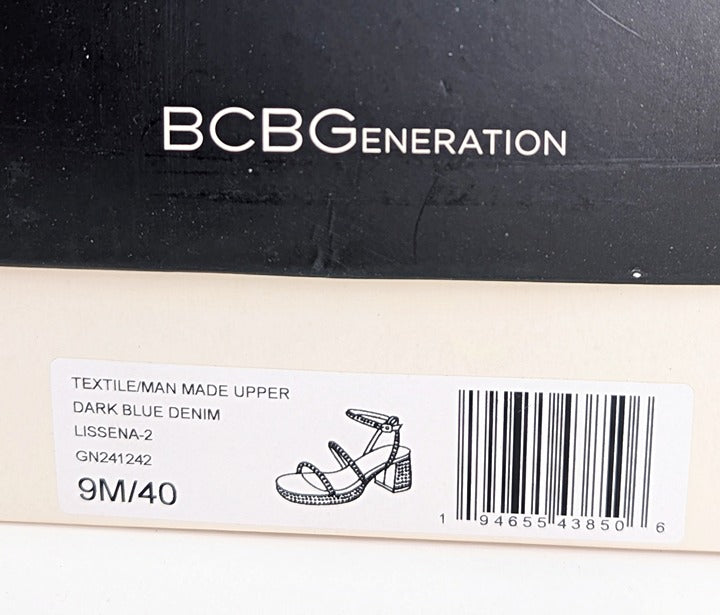 BCBGENERATION
TEXTILE/MAN MADE UPPER
DARK BLUE DENIM
LISSENA-2
GN241242
9M/40
1 94655 43850 6